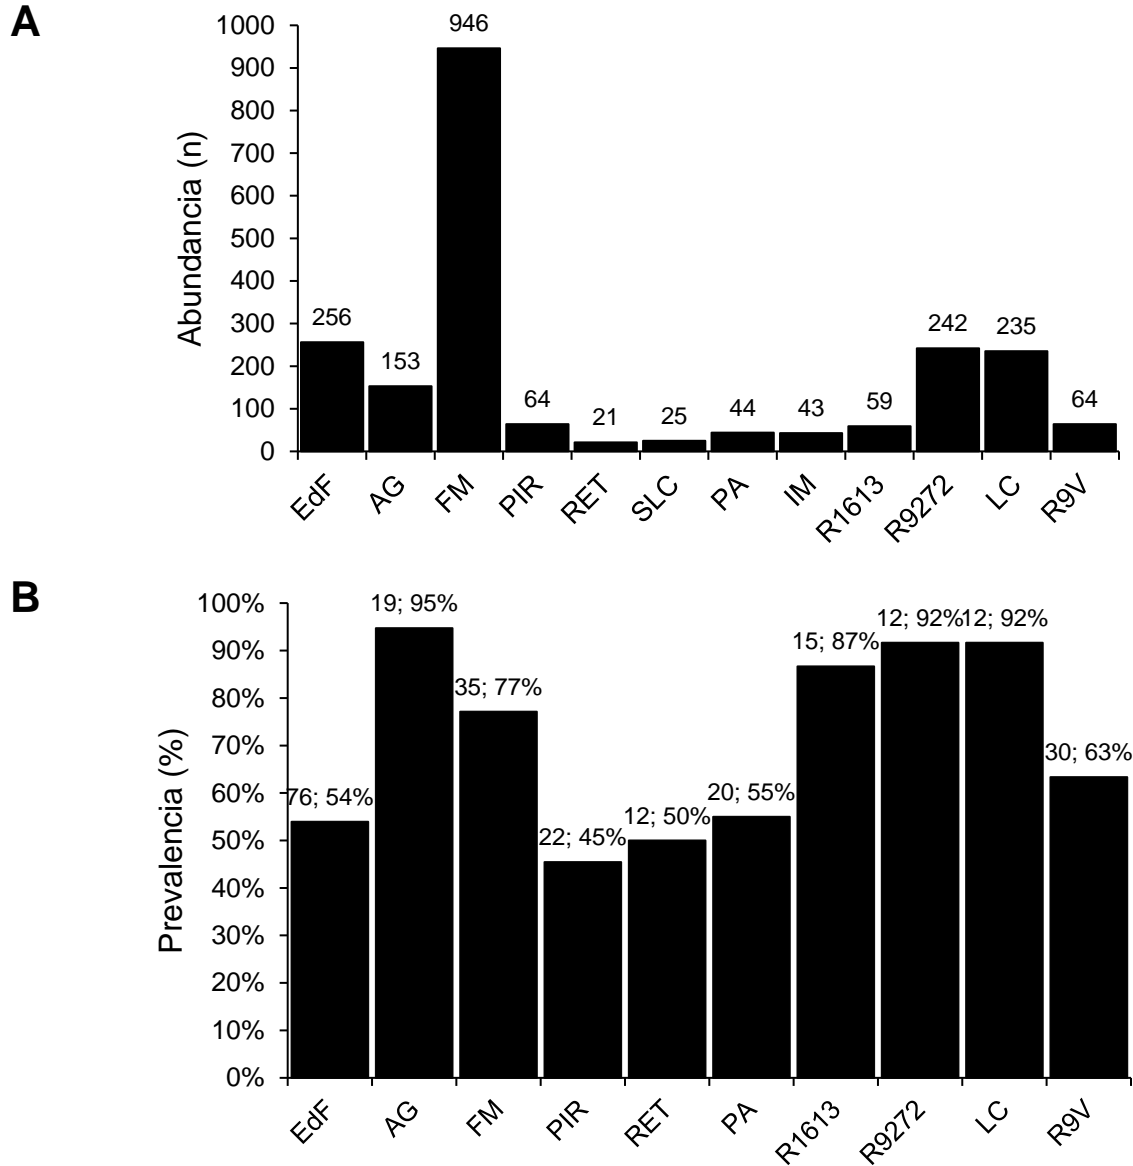 A
Abundancia (n)
1000
900
800
700
600
500
400
300
200
100
0
256
153
946
64
21
25
44
43
59
242
235
64
EdF
AG
FM
PIR
RET
SLC
PA
IM
R1613
R9272
LC
R9V
B
Prevalencia (%)
100%
90%
80%
70%
60%
50%
40%
30%
20%
10%
0%
76; 54%
19; 95%
35; 77%
22; 45%
12; 50%
20; 55%
15; 87%
12; 92%
12; 92%
30; 63%
EdF
AG
FM
PIR
RET
PA
R1613
R9272
LC
R9V